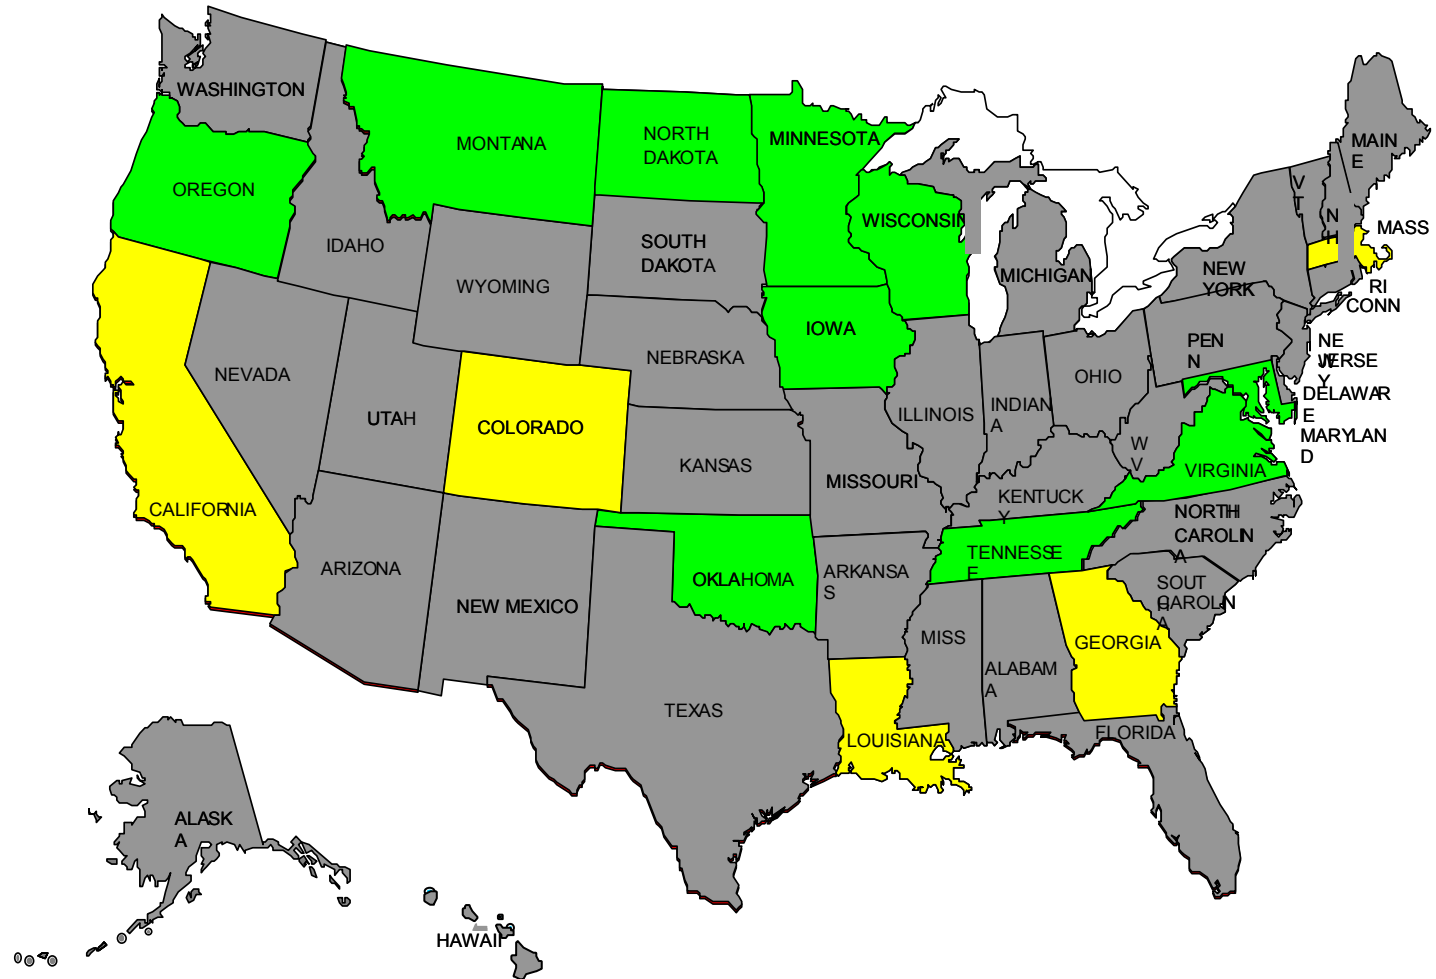 WASHINGTON
MONTANA
NORTH
DAKOTA
MINNESOTA
MAIN
E
OREGON
V
T
IDAHO
WISCONSIN
N
H
MASS
SOUTH
DAKOTA
MICHIGAN
NEW
YORK
WYOMING
RI
CONN
IOWA
NEBRASKA
PEN
N
NE
W
JERSE
Y
NEVADA
OHIO
DELAWAR
E
UTAH
COLORADO
ILLINOIS
INDIAN
A
MARYLAN
D
W
V
KANSAS
MISSOURI
VIRGINIA
CALIFORNIA
KENTUCK
Y
NORTH
CAROLIN
A
ARIZONA
NEW MEXICO
OKLAHOMA
ARKANSA
S
TENNESSE
E
SOUT
H
CAROLIN
A
MISS
ALABAM
A
GEORGIA
TEXAS
LOUISIANA
FLORIDA
ALASK
A
HAWAII